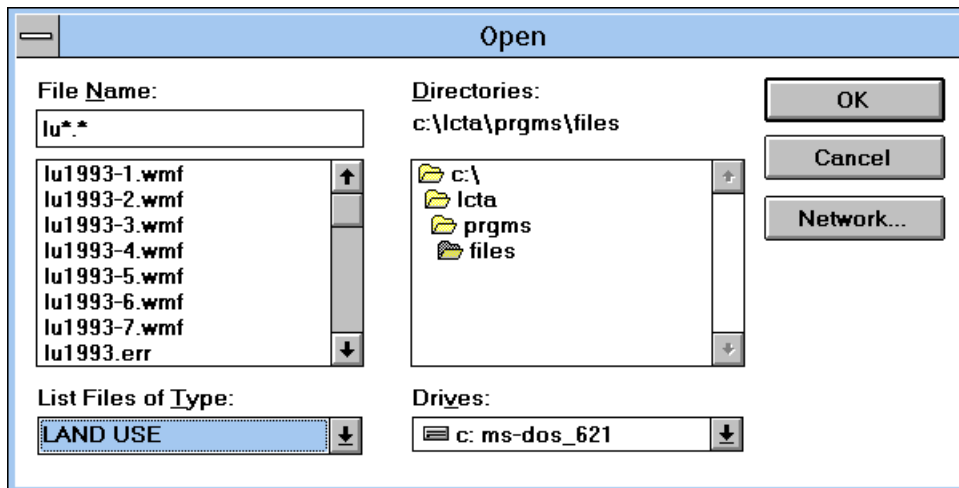 Open
File Name:
lu*.*
lu1993-1.wmf
lu1993-2.wmf
lu1993-3.wmf
lu1993-4.wmf
lu1993-5.wmf
lu1993-6.wmf
lu1993-7.wmf
lu1993.err
List Files of Type:
LAND USE
Directories:
c:\lcta\prgms\files
c:\
lcta
prgms
files
Drives:
c: ms-dos_621
OK
Cancel
Network...